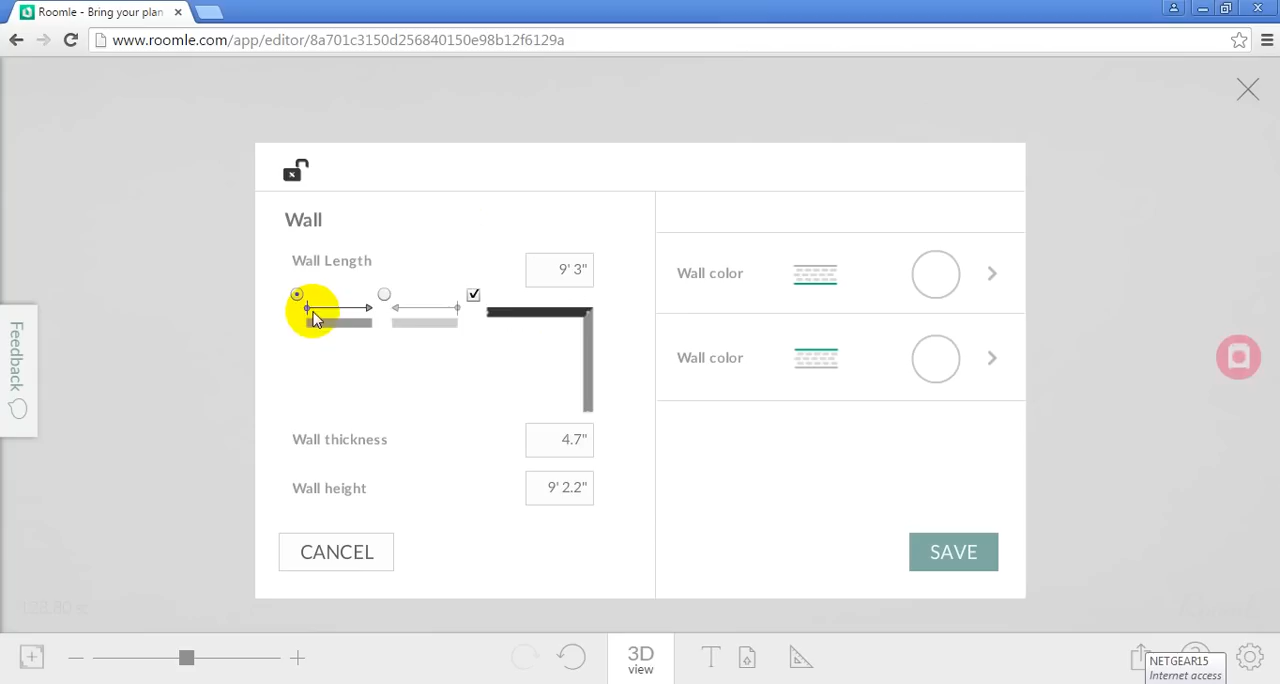 Roomle - Bring your plan
www.roomle.com/app/editor/8a701c3150d256840150e98b12f6129a
Feedback
Wall
Wall Length
9' 3"
Wall color
Wall color
Wall thickness
4.7"
Wall height
9' 2.2"
CANCEL
SAVE
3D
view
T
NETGEAR15
Internet access